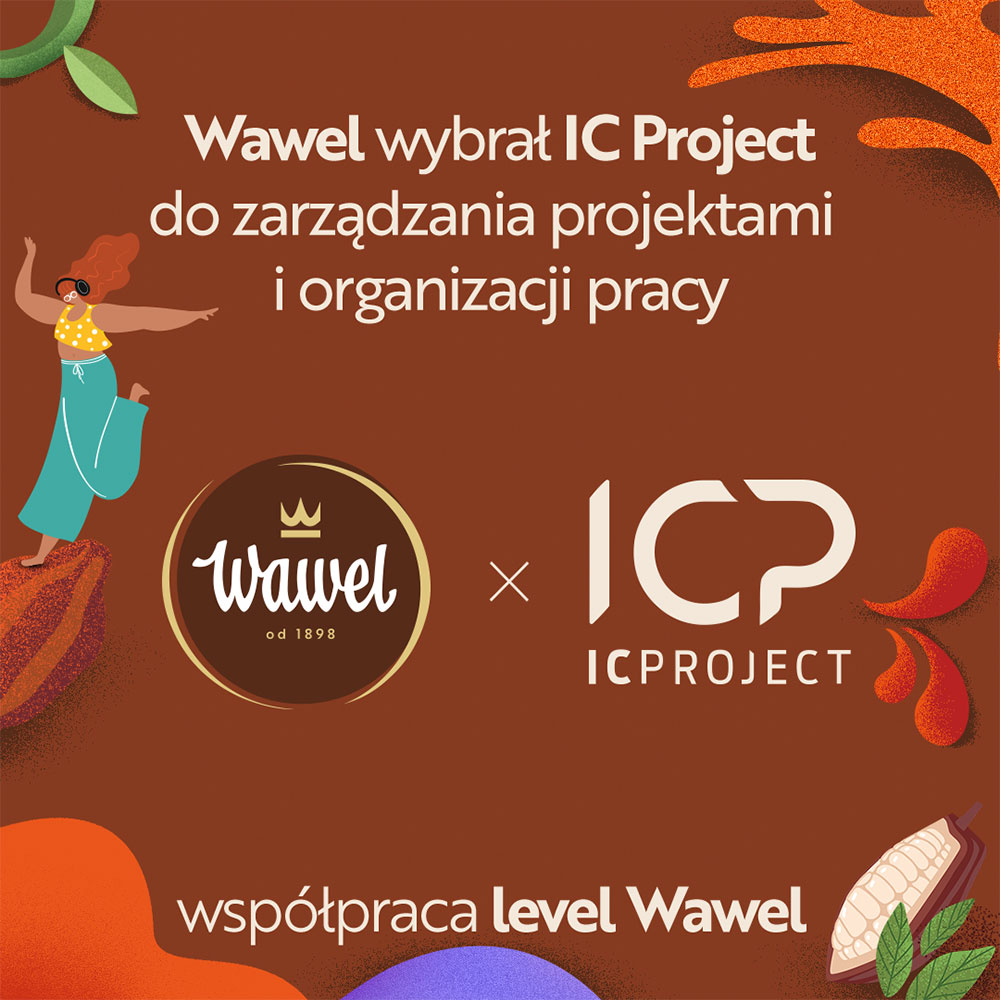 Wawel wybrał IC Project
do zarządzania projektami
i organizacji pracy
Wawel
od 1898
×
ICP
ICPROJECT
współpraca level Wawel